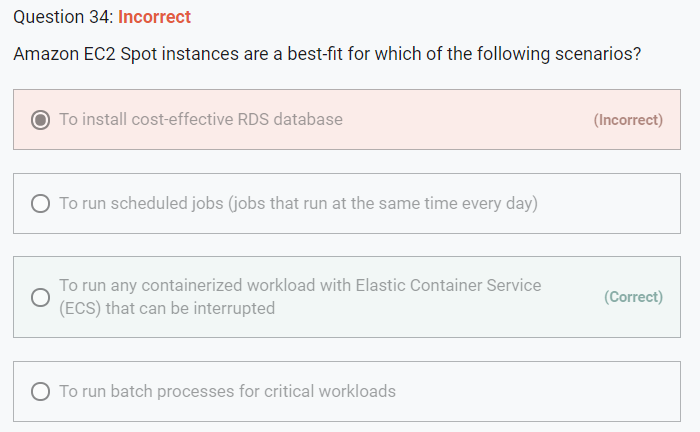 Question 34: Incorrect
Amazon EC2 Spot instances are a best-fit for which of the following scenarios?
To install cost-effective RDS database (Incorrect)
To run scheduled jobs (jobs that run at the same time every day)
To run any containerized workload with Elastic Container Service
(ECS) that can be interrupted (Correct)
To run batch processes for critical workloads